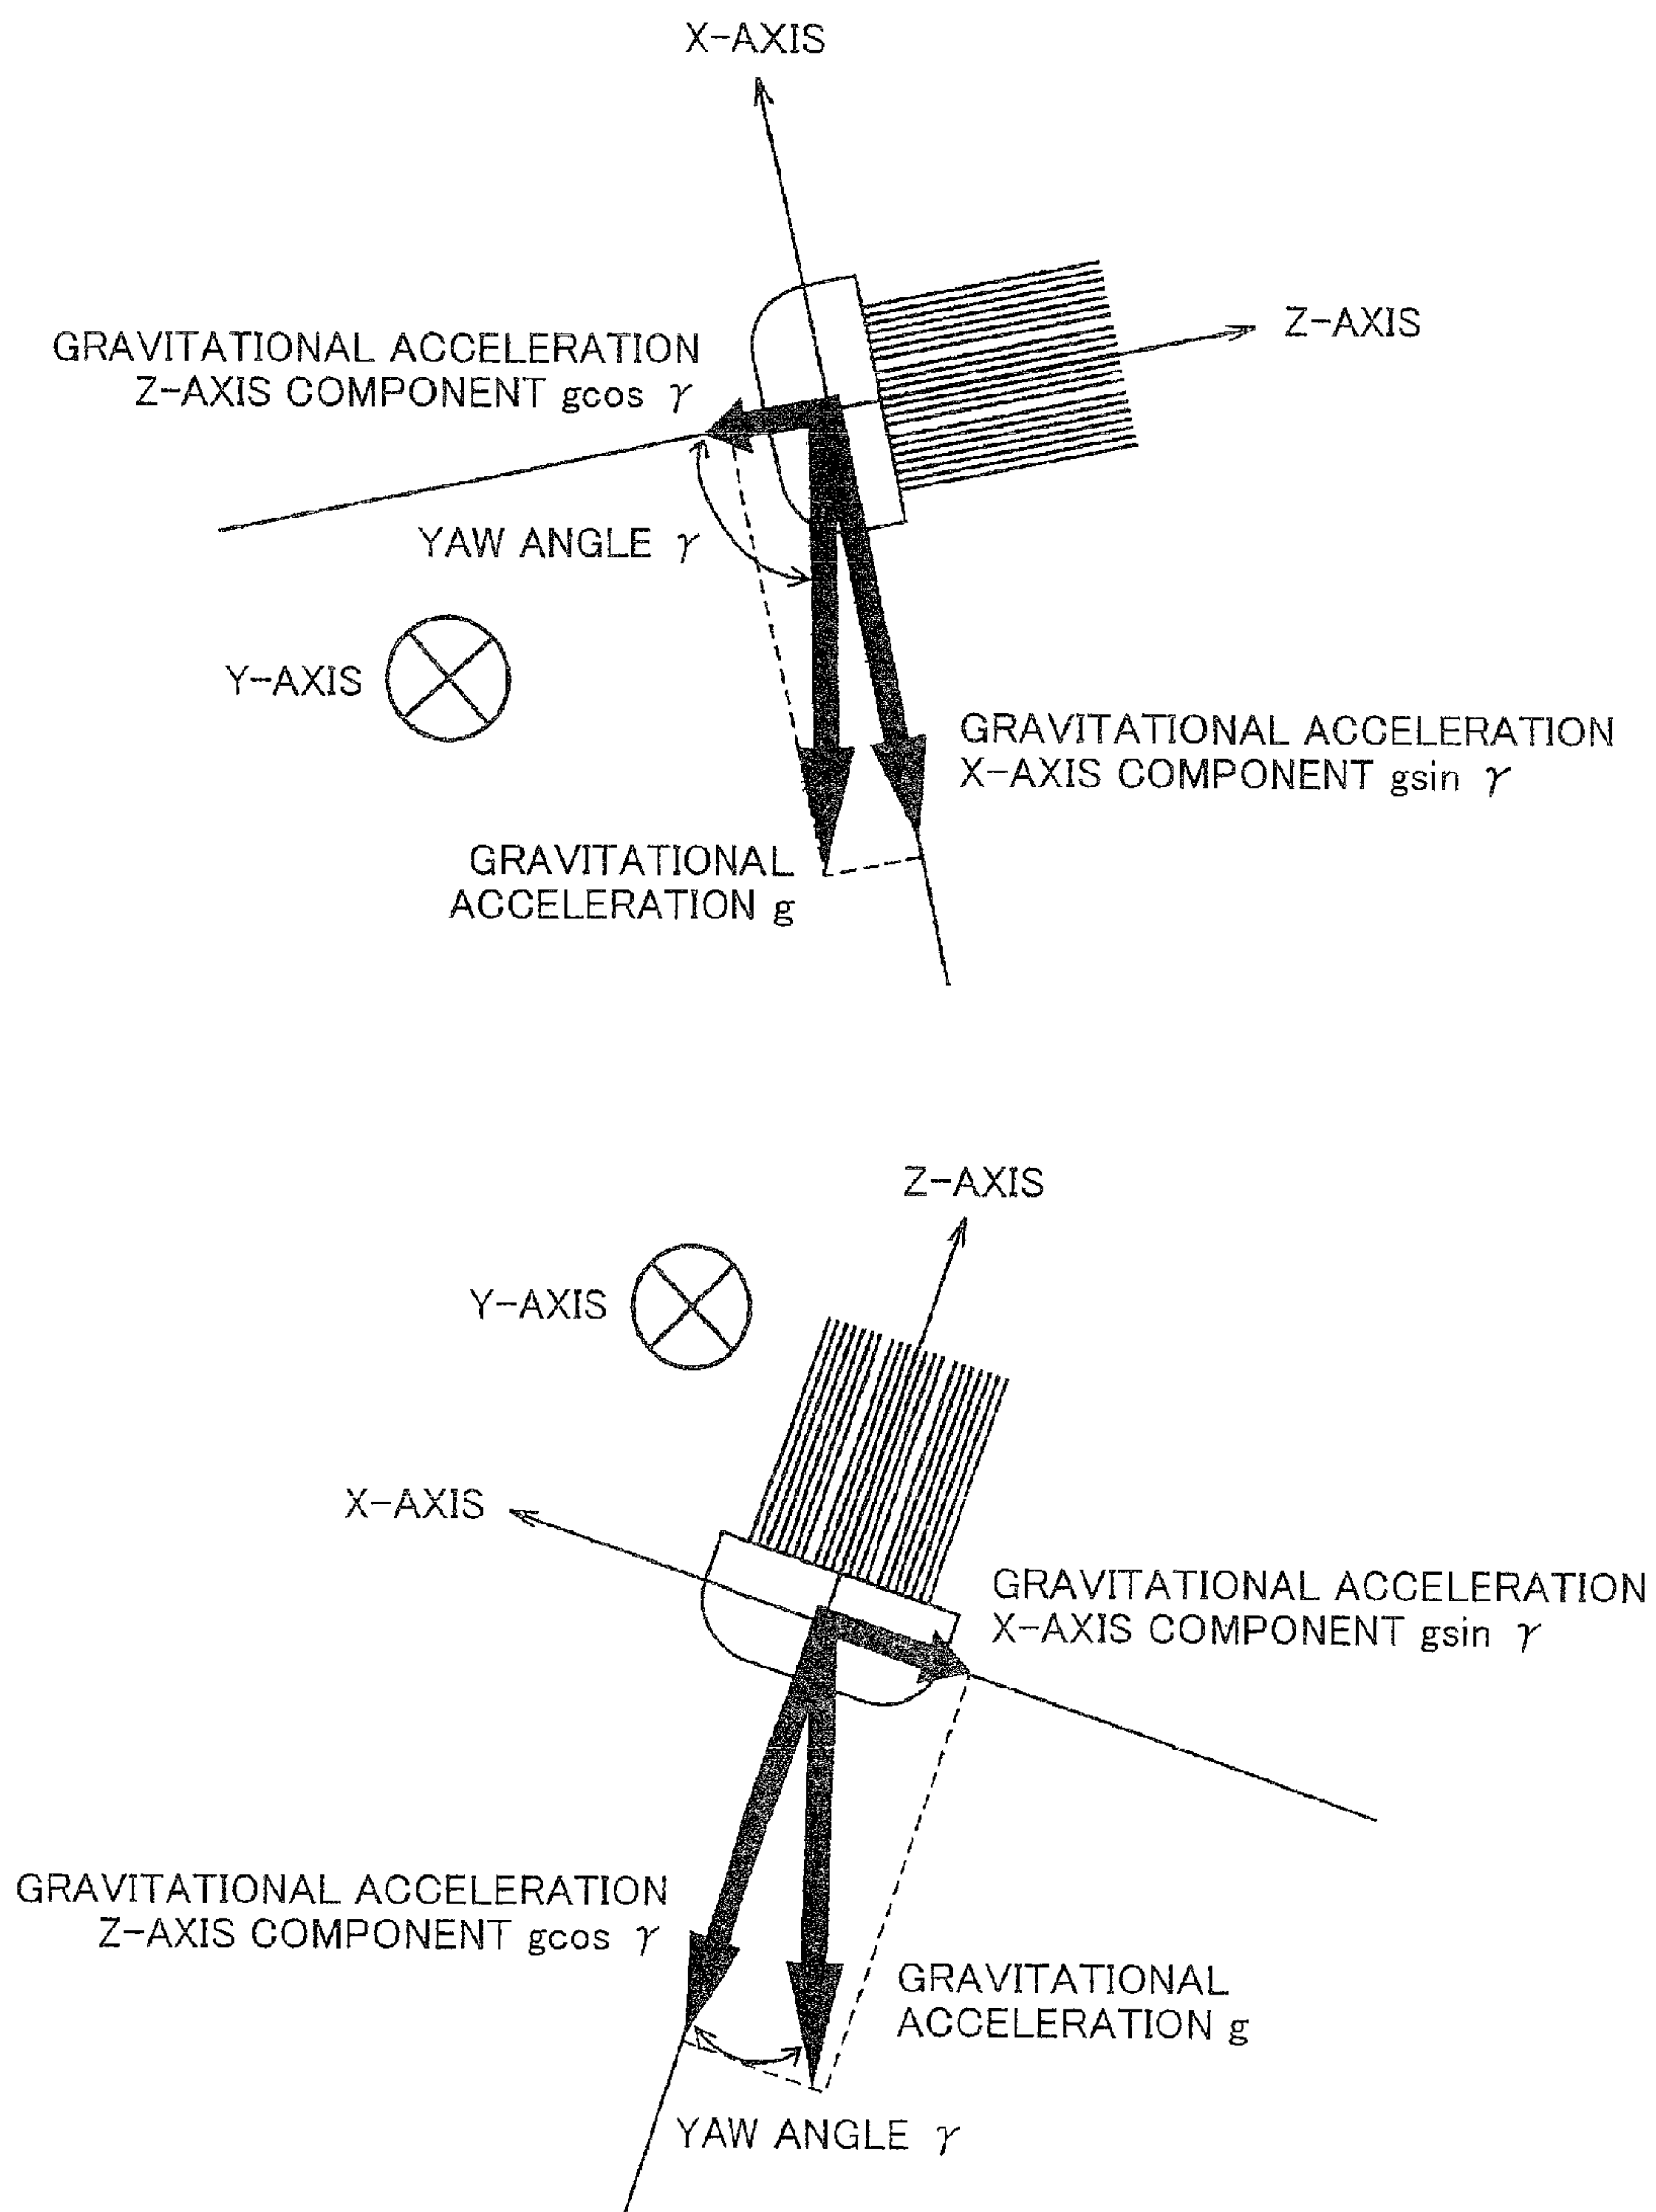 X-AXIS
Z-AXIS
GRAVITATIONAL ACCELERATION
Z-AXIS COMPONENT gcos γ
YAW ANGLE γ
Y-AXIS
GRAVITATIONAL ACCELERATION
X-AXIS COMPONENT gsin γ
GRAVITATIONAL
ACCELERATION g
Z-AXIS
Y-AXIS
X-AXIS
GRAVITATIONAL ACCELERATION
X-AXIS COMPONENT gsin γ
GRAVITATIONAL ACCELERATION
Z-AXIS COMPONENT gcos γ
GRAVITATIONAL
ACCELERATION g
YAW ANGLE γ